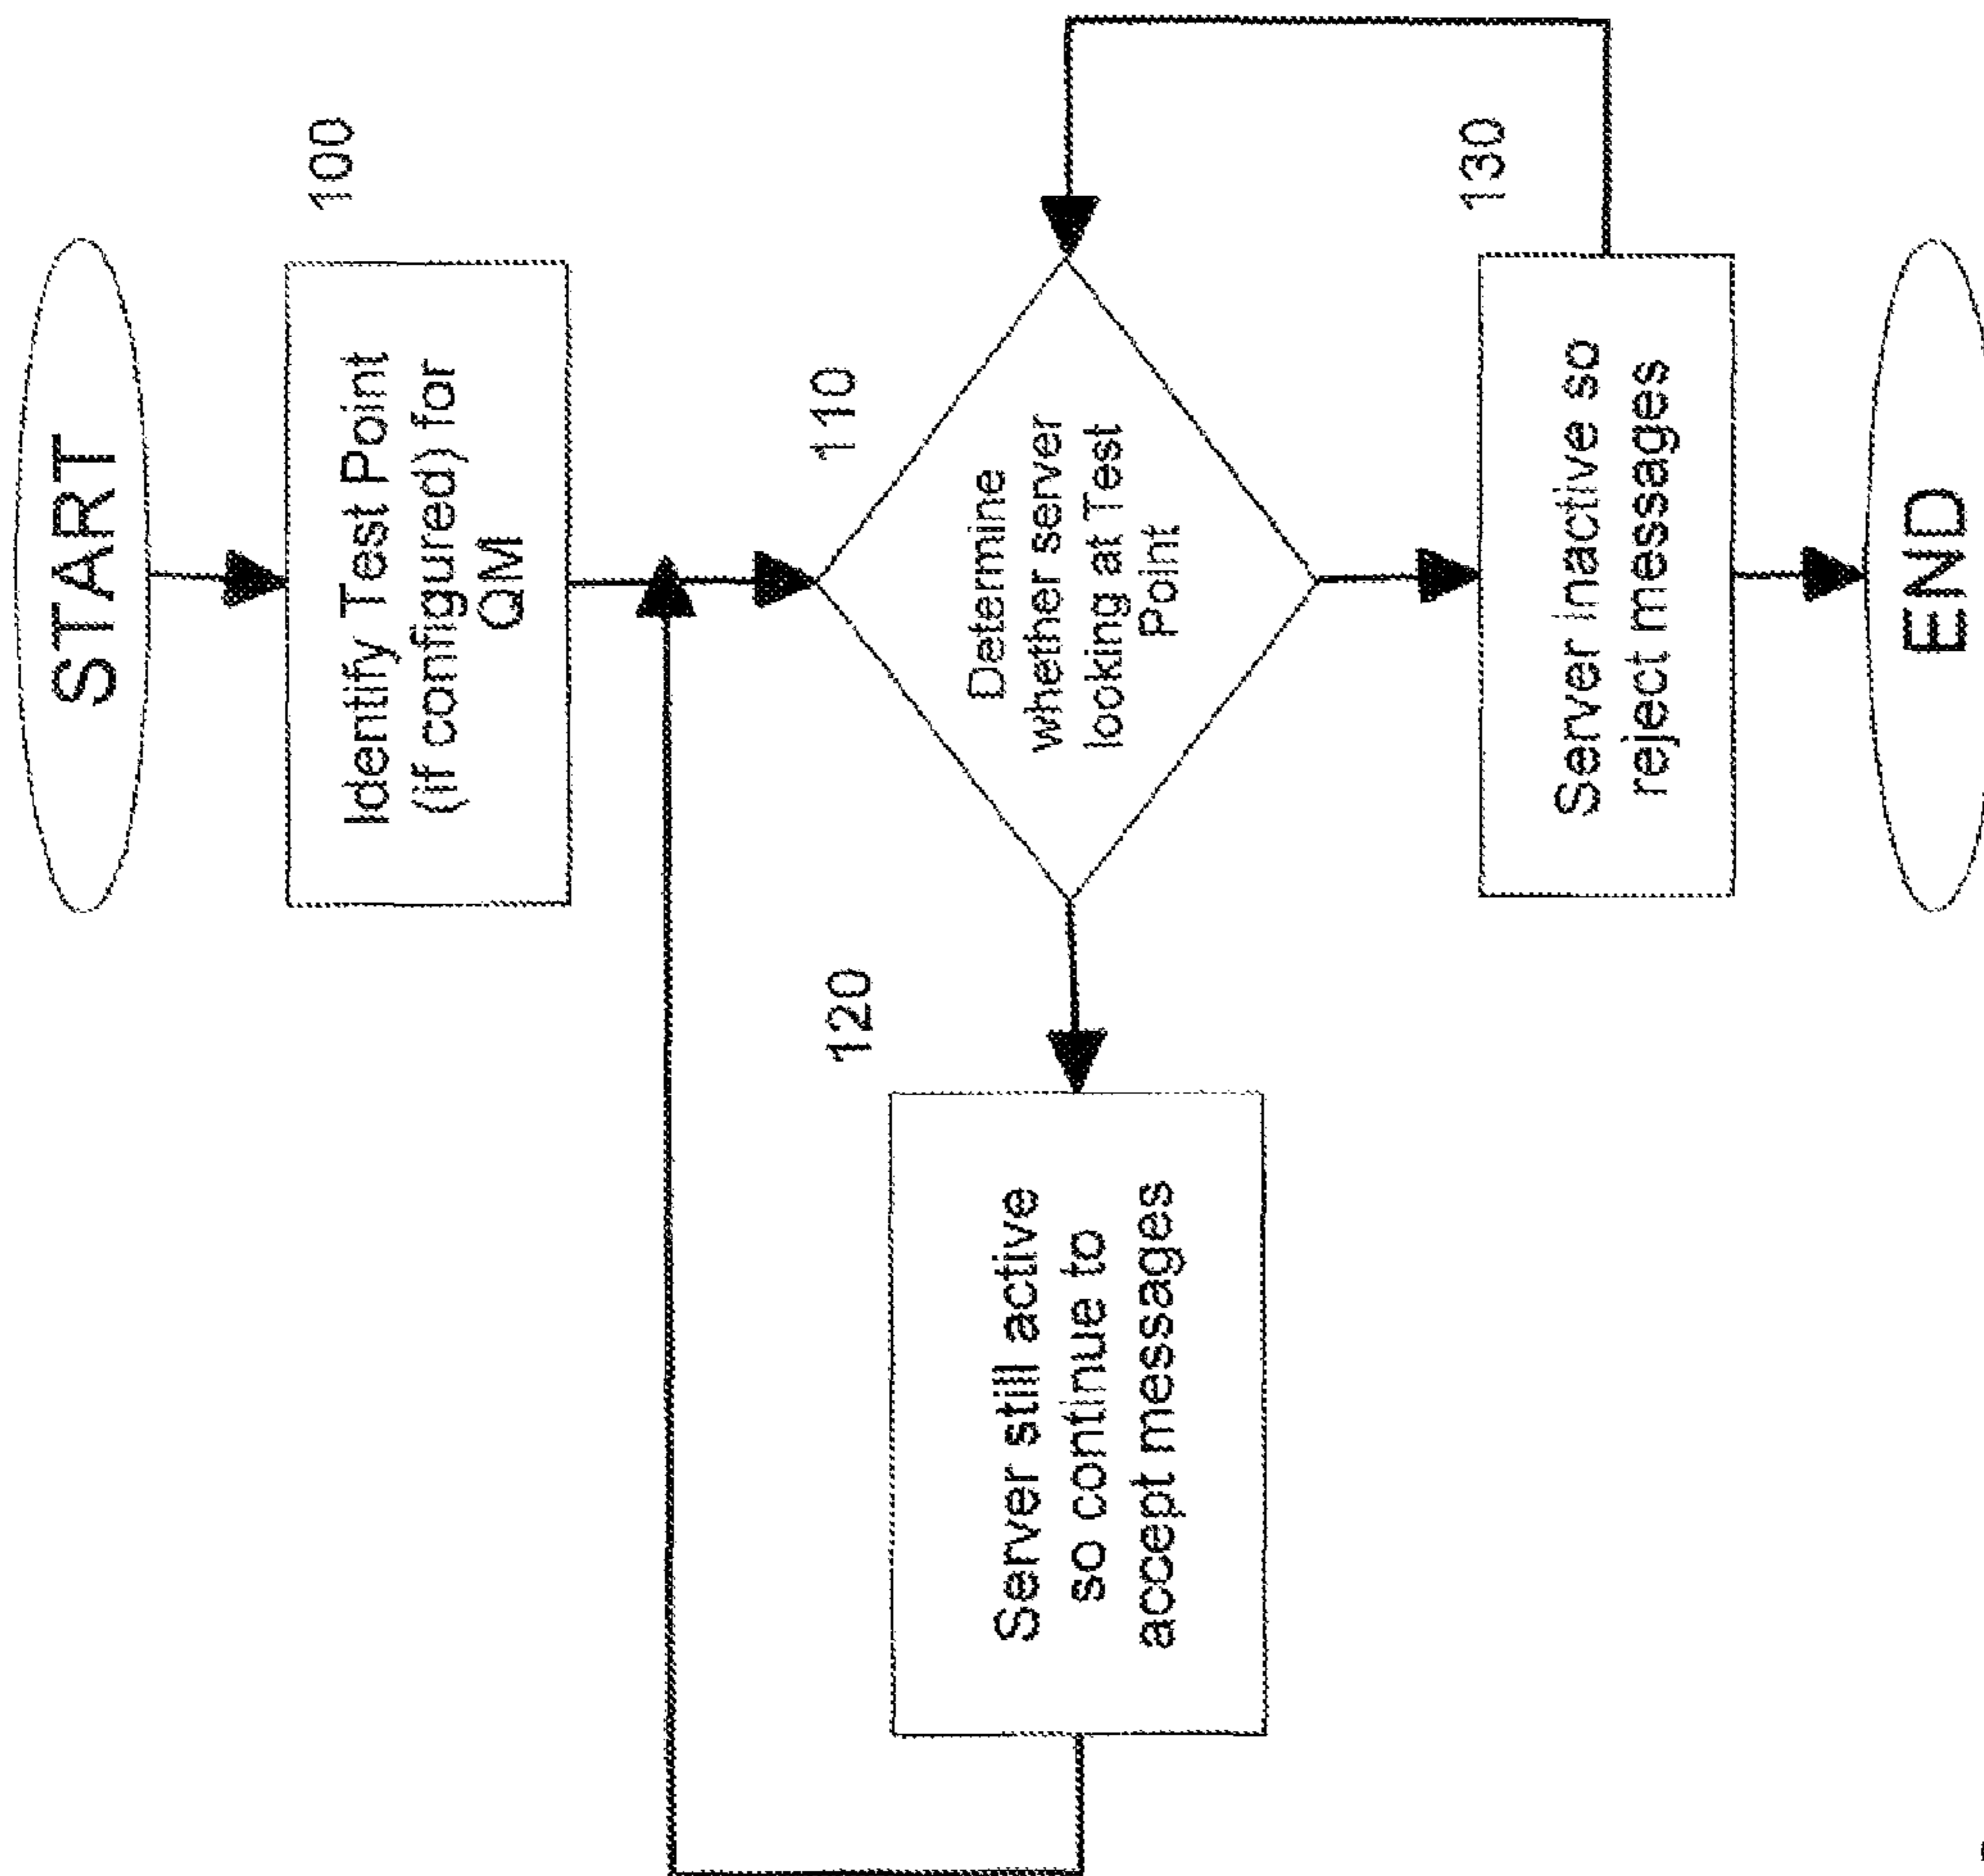 START
100
Identify Test Point
(if configured) for
QM
110
Determine
whether server
looking at Test
Point
120
Server still active
so continue to
accept messages
130
Server inactive so
reject messages
END